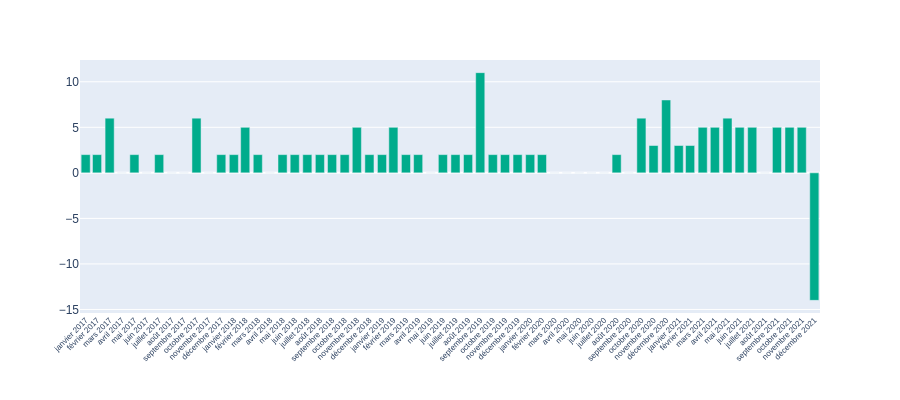 10
5
0
−5
−10
−15
janvier 2017
février 2017
mars 2017
avril 2017
mai 2017
juin 2017
juillet 2017
août 2017
septembre 2017
octobre 2017
novembre 2017
décembre 2017
janvier 2018
février 2018
mars 2018
avril 2018
mai 2018
juin 2018
juillet 2018
août 2018
septembre 2018
octobre 2018
novembre 2018
décembre 2018
janvier 2019
février 2019
mars 2019
avril 2019
mai 2019
juin 2019
juillet 2019
août 2019
septembre 2019
octobre 2019
novembre 2019
décembre 2019
janvier 2020
février 2020
mars 2020
avril 2020
mai 2020
juin 2020
juillet 2020
août 2020
septembre 2020
octobre 2020
novembre 2020
décembre 2020
janvier 2021
février 2021
mars 2021
avril 2021
mai 2021
juin 2021
juillet 2021
août 2021
septembre 2021
octobre 2021
novembre 2021
décembre 2021